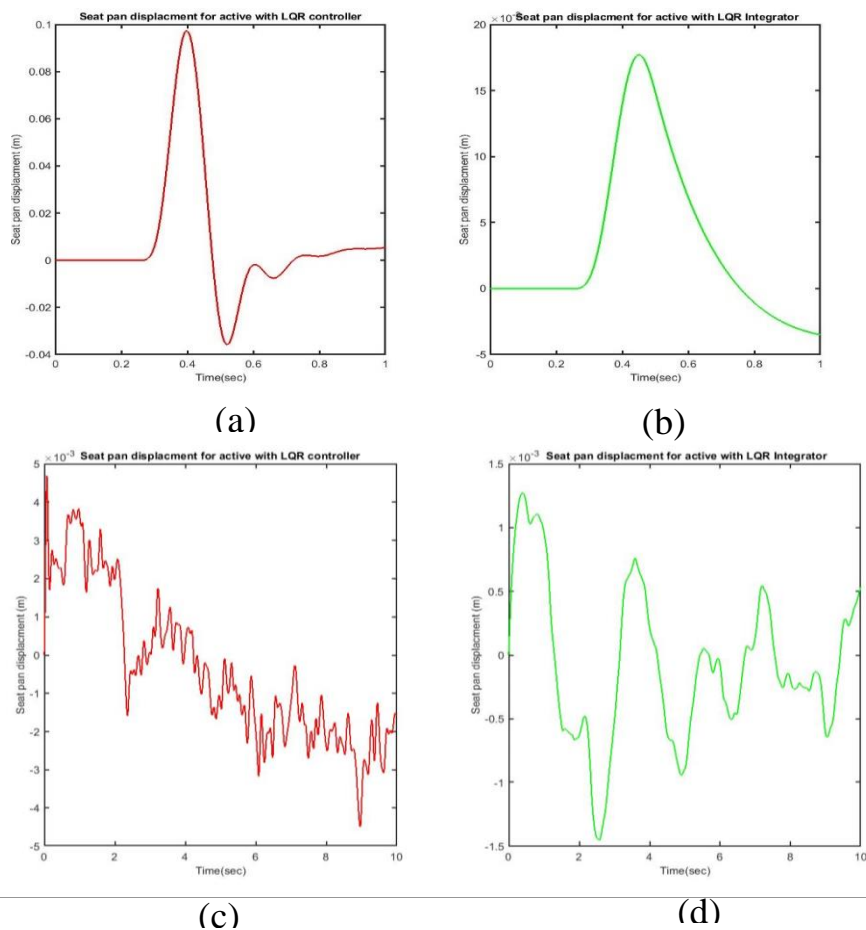 Seat pan displacment for active with LQR controller
0.1
0.08
0.06
0.04
0.02
0
-0.02
-0.04
Seat pan displacment (m)
0 0.2 0.4 0.6 0.8 1
Time(sec)
(a)
Seat pan displacment for active with LQR Integrator
20
15
10
5
0
-5
Seat pan displacment (m)
0 0.2 0.4 0.6 0.8 1
Time(sec)
(b)
Seat pan displacment for active with LQR controller
×10⁻³
5
4
3
2
1
0
-1
-2
-3
-4
-5
Seat pan displacment (m)
0 2 4 6 8 10
Time(sec)
(c)
Seat pan displacment for active with LQR Integrator
×10⁻³
1.5
1
0.5
0
-0.5
-1
-1.5
Seat pan displacment (m)
0 2 4 6 8 10
Time(sec)
(d)